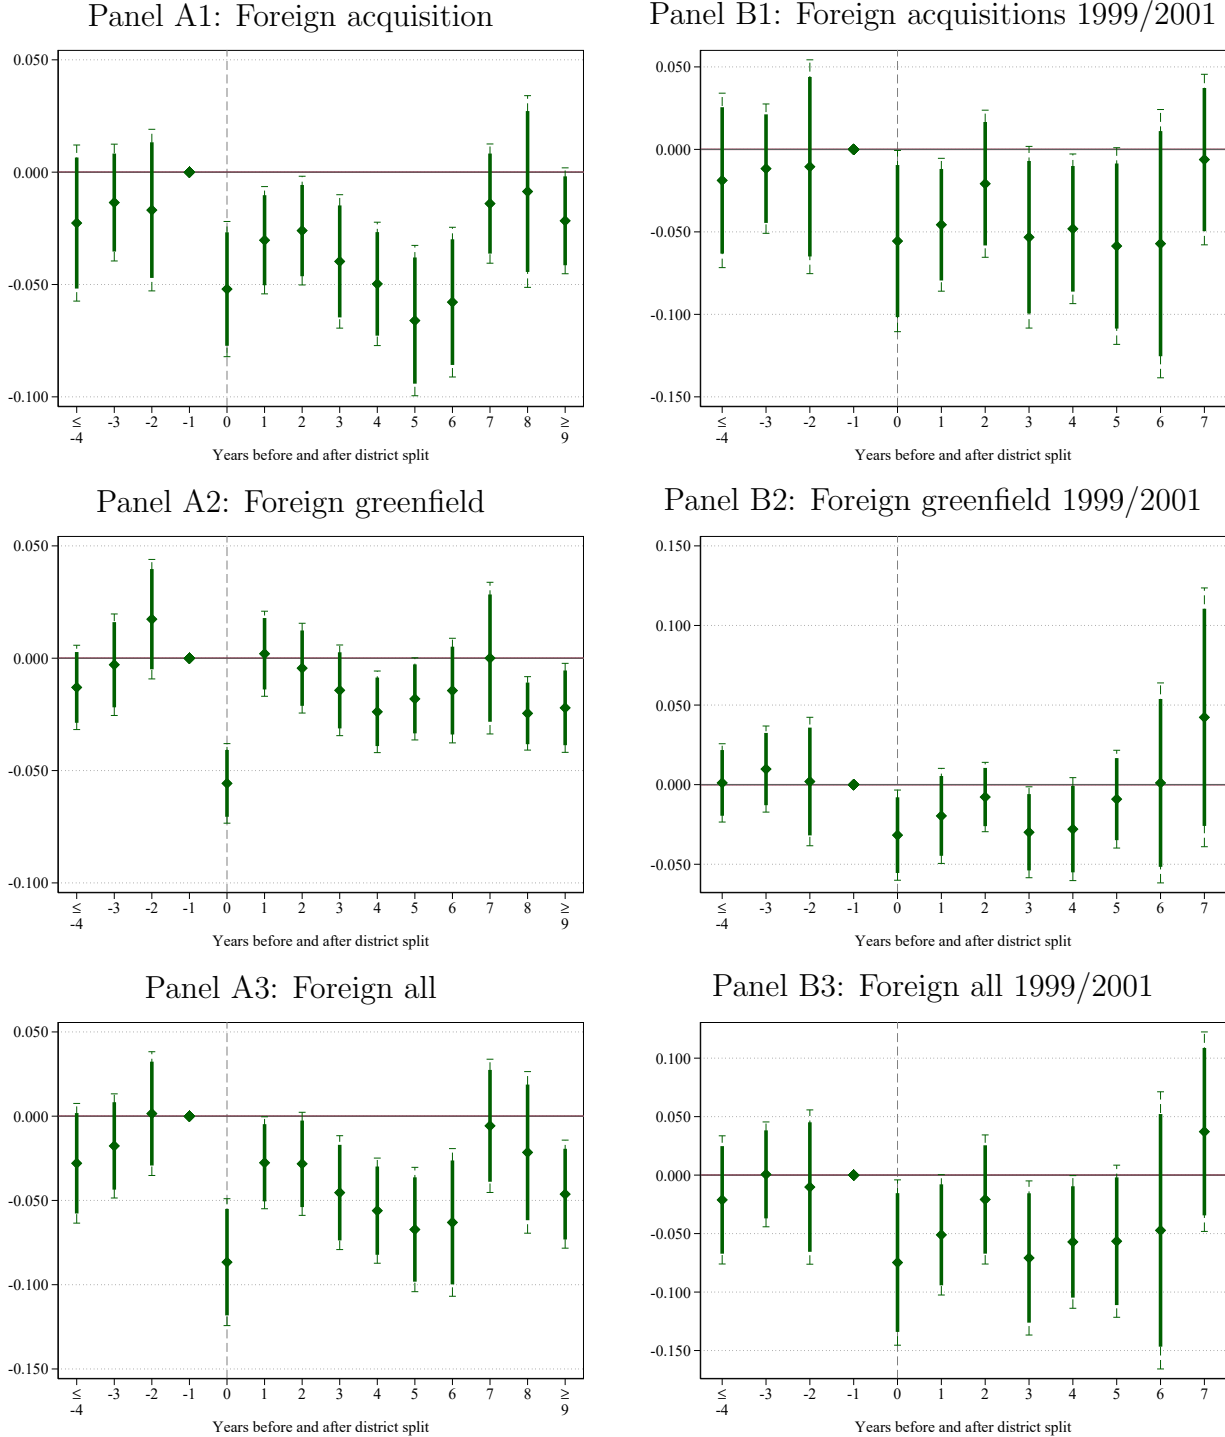 Panel A1: Foreign acquisition
0.050
0.000
-0.050
-0.100
≤ -3 -2 -1 0 1 2 3 4 5 6 7 8 ≥
-4 9
Years before and after district split
Panel B1: Foreign acquisitions 1999/2001
0.050
0.000
-0.050
-0.100
-0.150
≤ -3 -2 -1 0 1 2 3 4 5 6 7
-4
Years before and after district split
Panel A2: Foreign greenfield
0.050
0.000
-0.050
-0.100
≤ -3 -2 -1 0 1 2 3 4 5 6 7 8 ≥
-4 9
Years before and after district split
Panel B2: Foreign greenfield 1999/2001
0.150
0.100
0.050
0.000
-0.050
≤ -3 -2 -1 0 1 2 3 4 5 6 7
-4
Years before and after district split
Panel A3: Foreign all
0.050
0.000
-0.050
-0.100
-0.150
≤ -3 -2 -1 0 1 2 3 4 5 6 7 8 ≥
-4 9
Years before and after district split
Panel B3: Foreign all 1999/2001
0.100
0.050
0.000
-0.050
-0.100
-0.150
≤ -3 -2 -1 0 1 2 3 4 5 6 7
-4
Years before and after district split